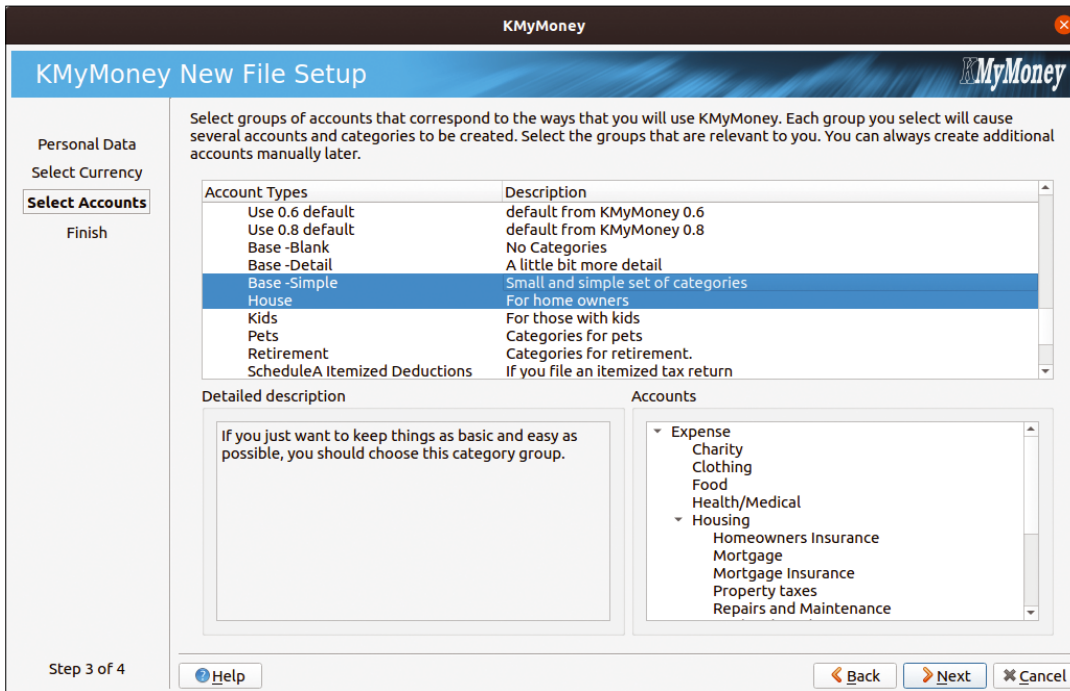 KMyMoney
KMyMoney New File Setup
KMyMoney
Personal Data
Select Currency
Select Accounts
Finish
Select groups of accounts that correspond to the ways that you will use KMyMoney. Each group you select will cause
several accounts and categories to be created. Select the groups that are relevant to you. You can always create additional
accounts manually later.
Account Types Description
Use 0.6 default default from KMyMoney 0.6
Use 0.8 default default from KMyMoney 0.8
Base -Blank No Categories
Base -Detail A little bit more detail
Base -Simple Small and simple set of categories
House For home owners
Kids For those with kids
Pets Categories for pets
Retirement Categories for retirement.
ScheduleA Itemized Deductions If you file an itemized tax return
Detailed description
If you just want to keep things as basic and easy as
possible, you should choose this category group.
Accounts
Expense
Charity
Clothing
Food
Health/Medical
Housing
Homeowners Insurance
Mortgage
Mortgage Insurance
Property taxes
Repairs and Maintenance
Step 3 of 4
Help
Back
Next
Cancel